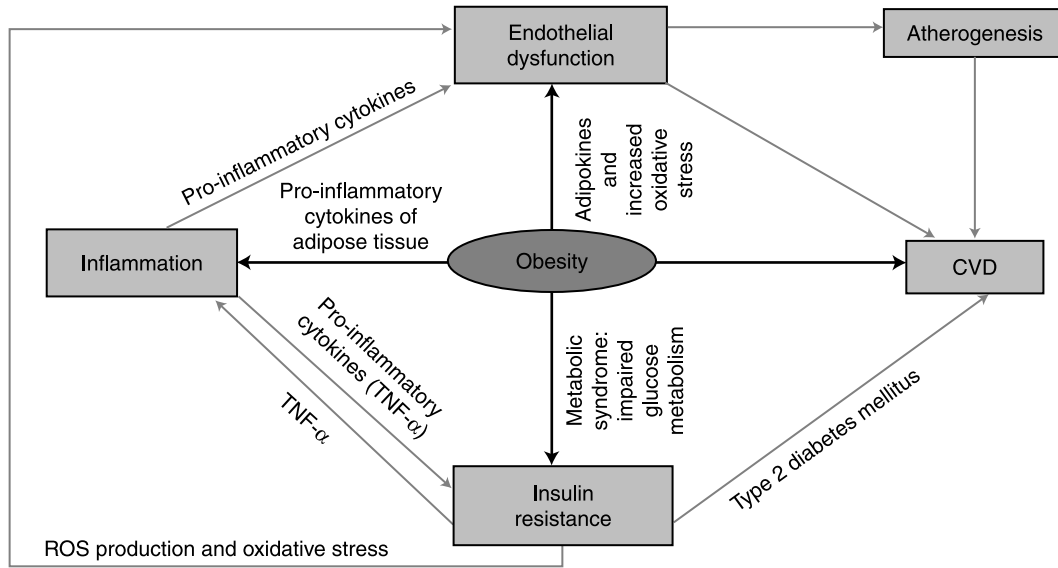 Endothelial
dysfunction
Atherogenesis
Pro-inflammatory cytokines
Adipokines
and
increased
oxidative
stress
Pro-inflammatory
cytokines of
adipose tissue
Inflammation
Obesity
CVD
Pro-inflammatory
cytokines (TNF-α)
TNF-α
Metabolic
syndrome:
impaired
glucose
metabolism
Type 2 diabetes mellitus
Insulin
resistance
ROS production and oxidative stress